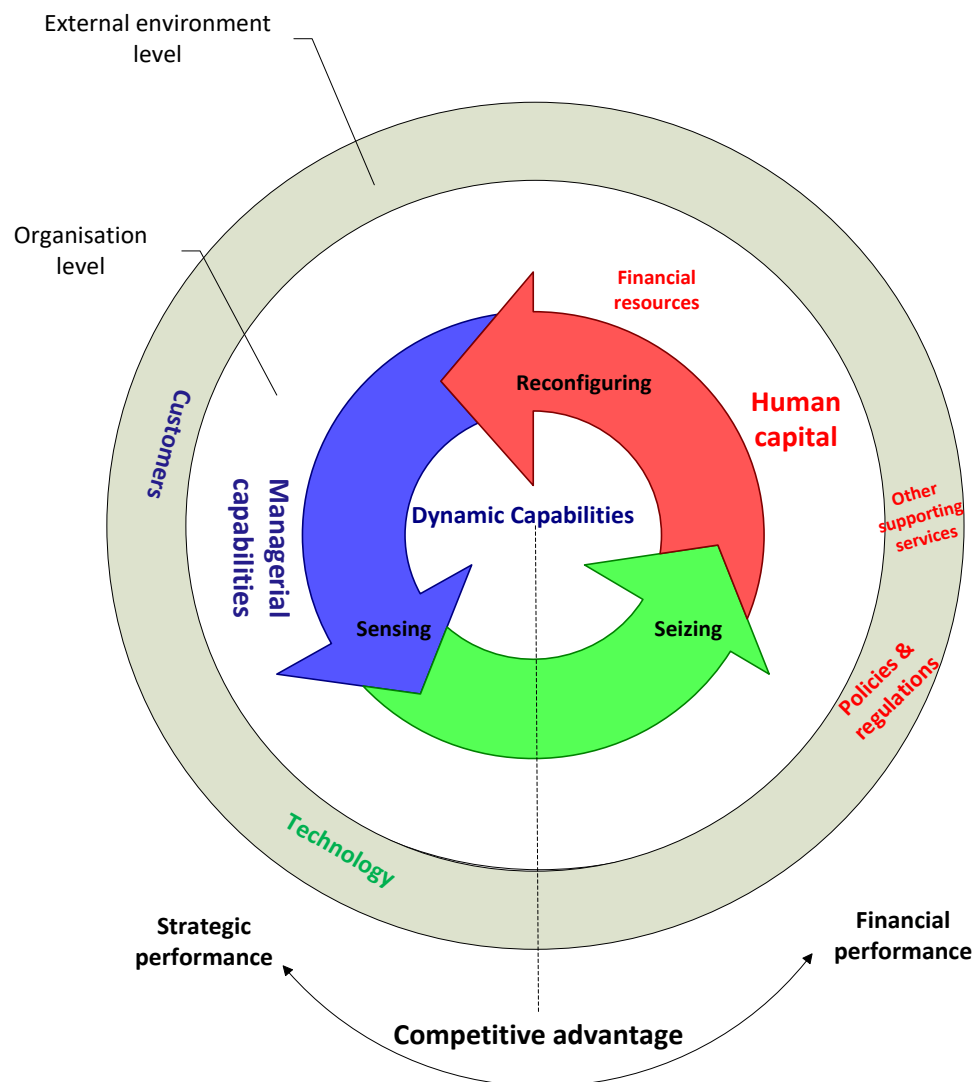 External environment
level
Organisation
level
Financial
resources
Reconfiguring
Human
capital
Customers
Managerial
capabilities
Dynamic Capabilities
Other
supporting
services
Sensing
Seizing
Policies &
regulations
Technology
Strategic
performance
Financial
performance
Competitive advantage